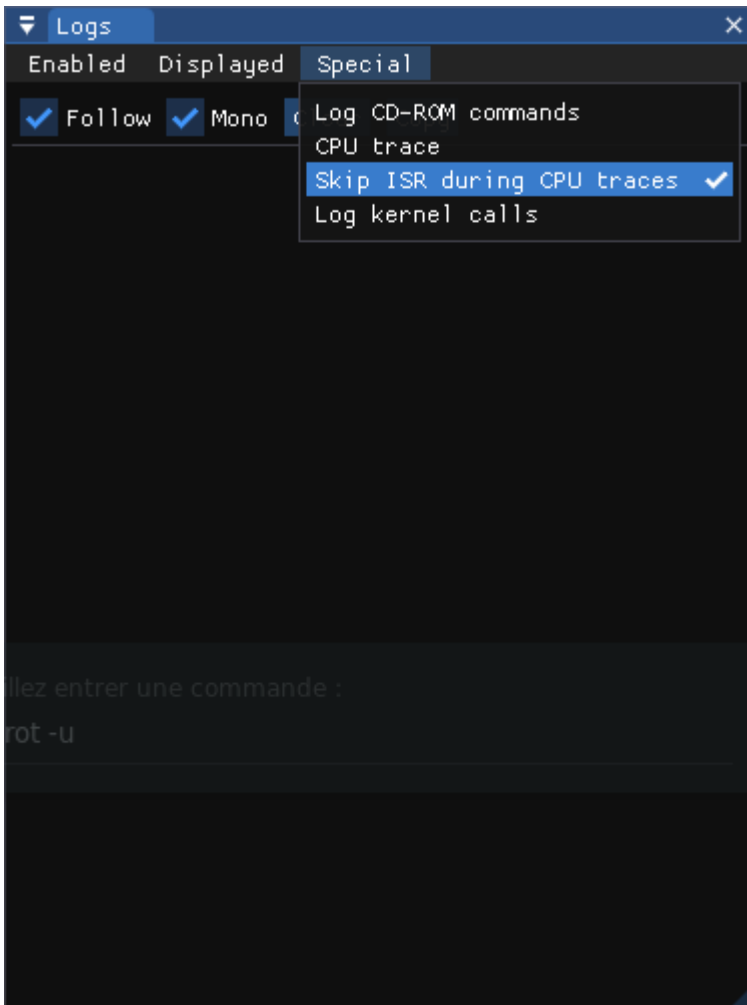 Logs
Enabled Displayed Special
Follow Mono
Log CD-ROM commands
CPU trace
Skip ISR during CPU traces
Log kernel calls
illez entrer une commande :
rot -u